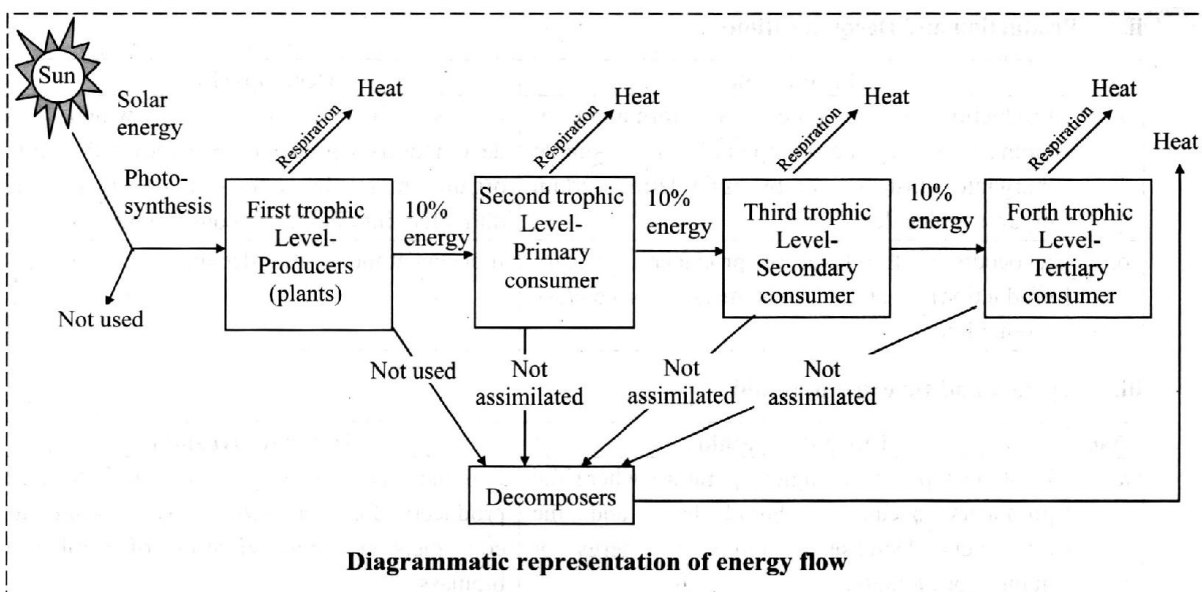 Sun
Solar
energy
Photo-
synthesis
Not used
Respiration
Heat
First trophic
Level-
Producers
(plants)
10%
energy
Respiration
Heat
Second trophic
Level-
Primary
consumer
10%
energy
Respiration
Heat
Third trophic
Level-
Secondary
consumer
10%
energy
Respiration
Heat
Forth trophic
Level-
Tertiary
consumer
Heat
Not used
Not
assimilated
Not
assimilated
Not
assimilated
Decomposers
Diagrammatic representation of energy flow